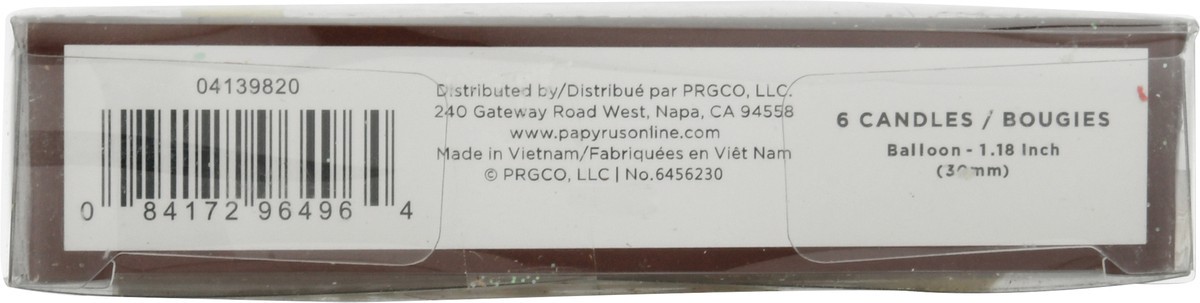 04139820
0 84172 96496 4
Distributed by/Distribué par PRGCO, LLC.
240 Gateway Road West, Napa, CA 94558
www.papyrusonline.com
Made in Vietnam/Fabriquées en Viêt Nam
© PRGCO, LLC | No.6456230
6 CANDLES / BOUGIES
Balloon - 1.18 Inch
(30mm)